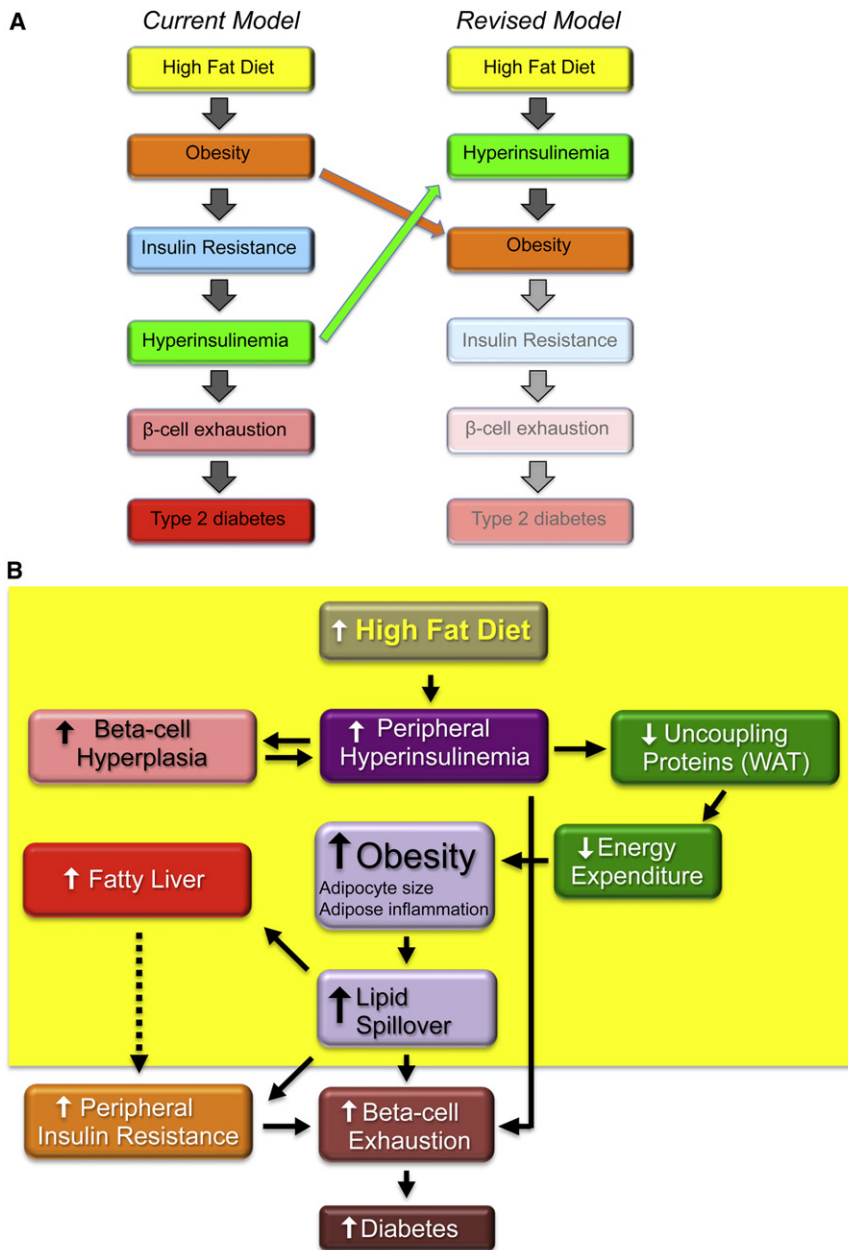 A
Current Model
Revised Model
High Fat Diet
High Fat Diet
Obesity
Hyperinsulinemia
Insulin Resistance
Obesity
Hyperinsulinemia
Insulin Resistance
β-cell exhaustion
β-cell exhaustion
Type 2 diabetes
Type 2 diabetes
B
↑ High Fat Diet
↑ Beta-cell
Hyperplasia
↑ Peripheral
Hyperinsulinemia
↓ Uncoupling
Proteins (WAT)
↑ Fatty Liver
↑ Obesity
Adipocyte size
Adipose inflammation
↓ Energy
Expenditure
↑ Lipid
Spillover
↑ Peripheral
Insulin Resistance
↑ Beta-cell
Exhaustion
↑ Diabetes